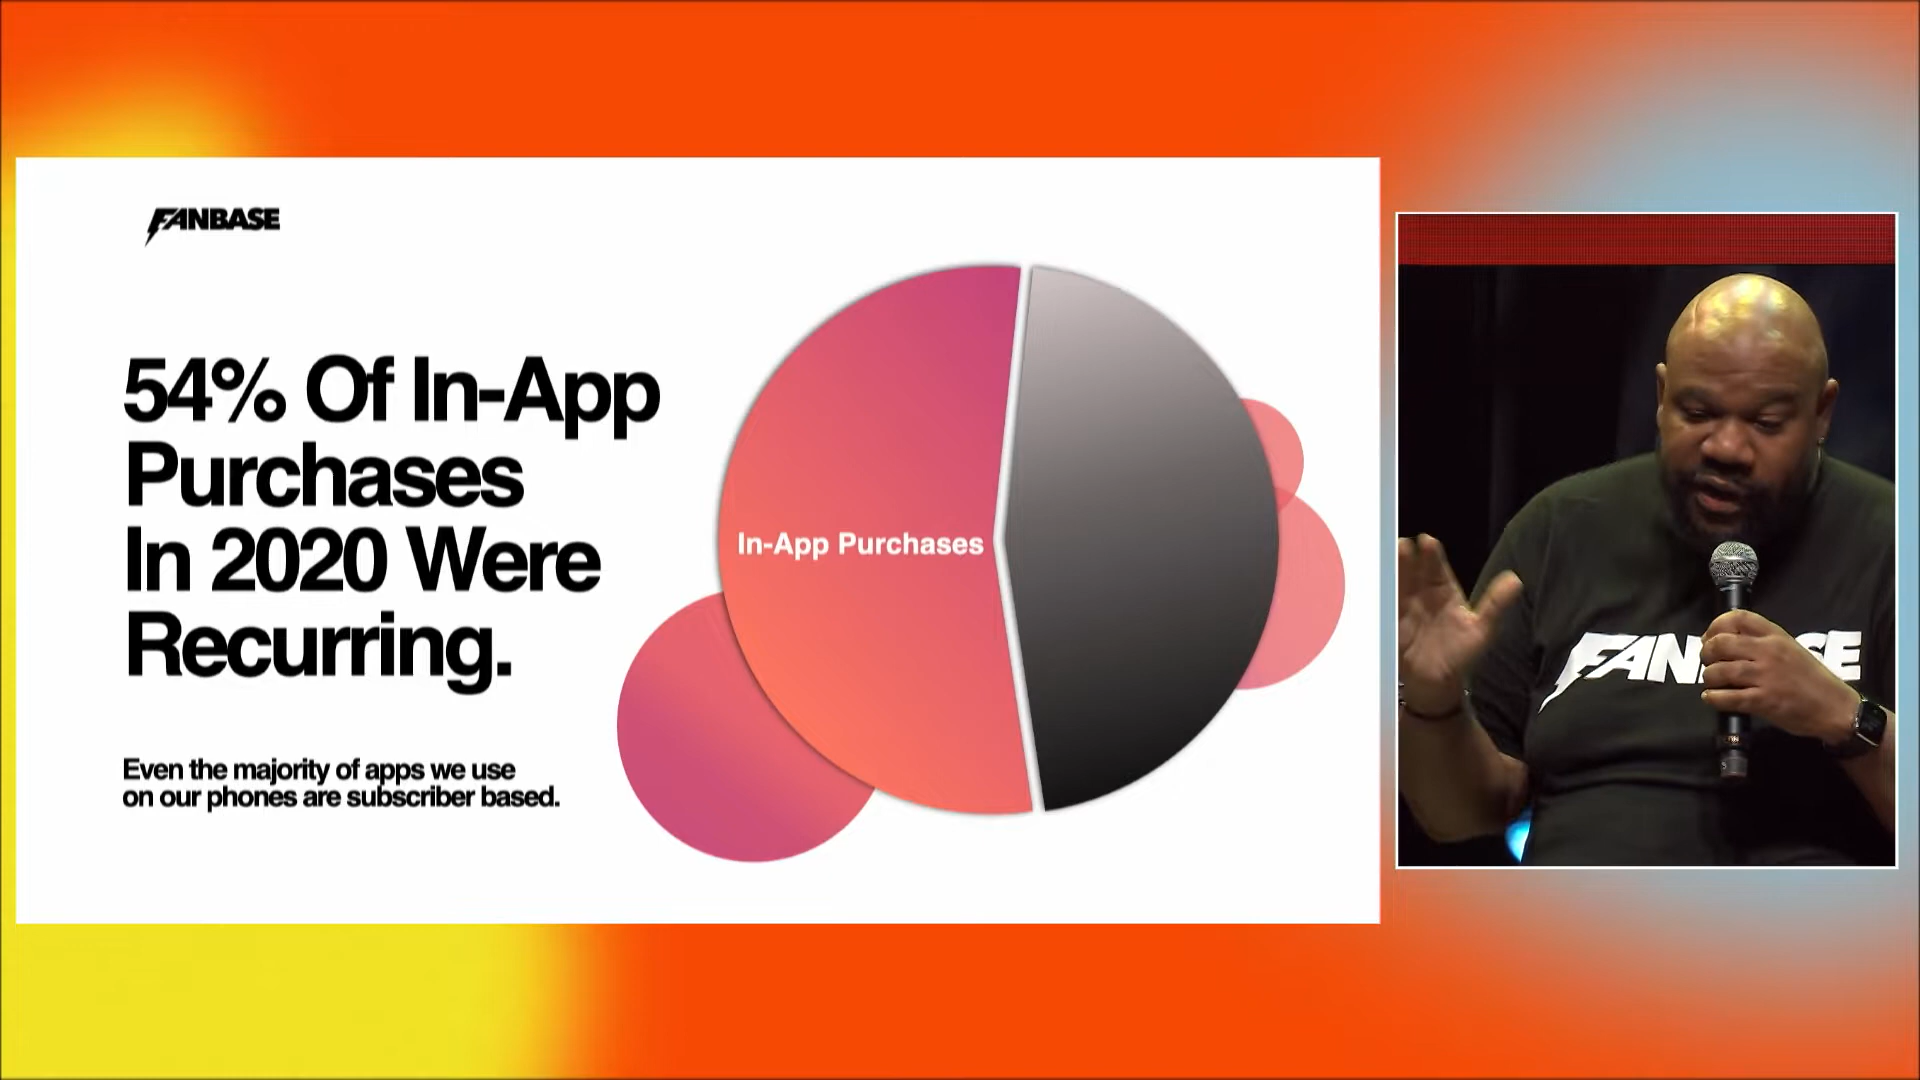 FANBASE
54% Of In-App
Purchases
In 2020 Were
Recurring.
Even the majority of apps we use
on our phones are subscriber based.
In-App Purchases